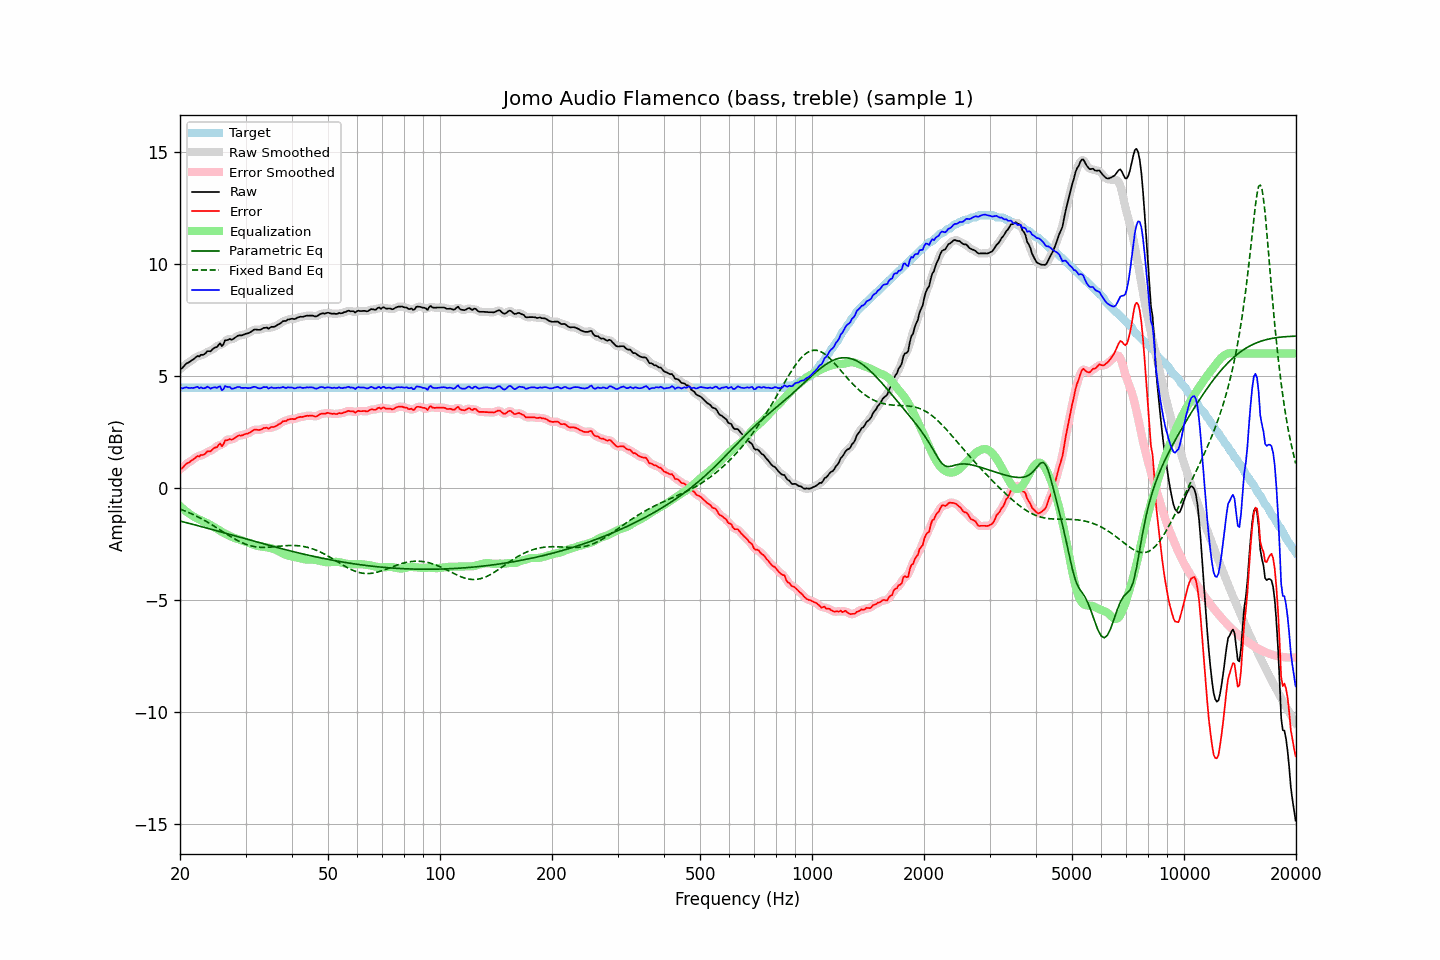 Jomo Audio Flamenco (bass, treble) (sample 1)
Target
Raw Smoothed
Error Smoothed
Raw
Error
Equalization
Parametric Eq
Fixed Band Eq
Equalized
Amplitude (dBr)
15
10
5
0
−5
−10
−15
20 50 100 200 500 1000 2000 5000 10000 20000
Frequency (Hz)